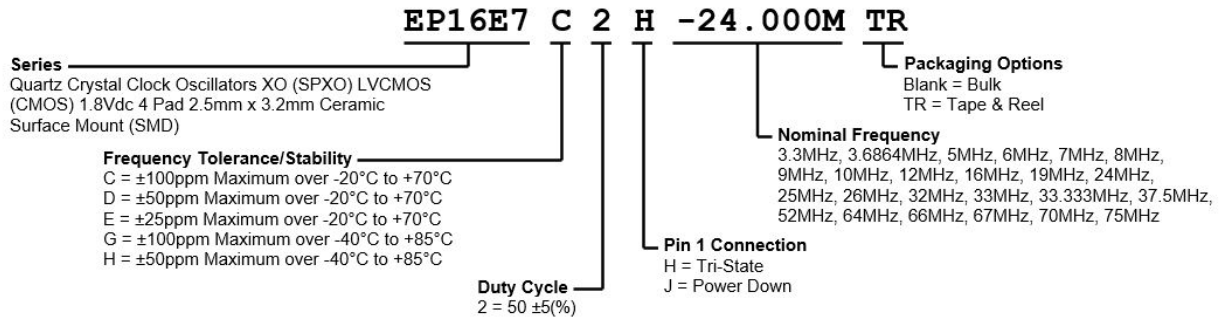 EP16E7 C 2 H -24.000M TR
Series
Quartz Crystal Clock Oscillators XO (SPXO) LVCMOS
(CMOS) 1.8Vdc 4 Pad 2.5mm x 3.2mm Ceramic
Surface Mount (SMD)
Frequency Tolerance/Stability
C = ±100ppm Maximum over -20°C to +70°C
D = ±50ppm Maximum over -20°C to +70°C
E = ±25ppm Maximum over -20°C to +70°C
G = ±100ppm Maximum over -40°C to +85°C
H = ±50ppm Maximum over -40°C to +85°C
Duty Cycle
2 = 50 ±5(%)
Pin 1 Connection
H = Tri-State
J = Power Down
Nominal Frequency
3.3MHz, 3.6864MHz, 5MHz, 6MHz, 7MHz, 8MHz,
9MHz, 10MHz, 12MHz, 16MHz, 19MHz, 24MHz,
25MHz, 26MHz, 32MHz, 33MHz, 33.333MHz, 37.5MHz,
52MHz, 64MHz, 66MHz, 67MHz, 70MHz, 75MHz
Packaging Options
Blank = Bulk
TR = Tape & Reel